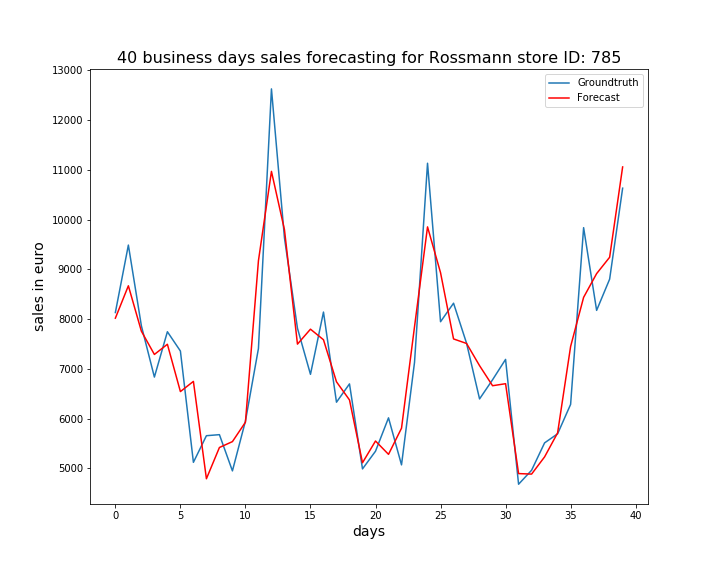 40 business days sales forecasting for Rossmann store ID: 785
13000
12000
11000
10000
9000
8000
7000
6000
5000
sales in euro
Groundtruth
Forecast
0 5 10 15 20 25 30 35 40
days